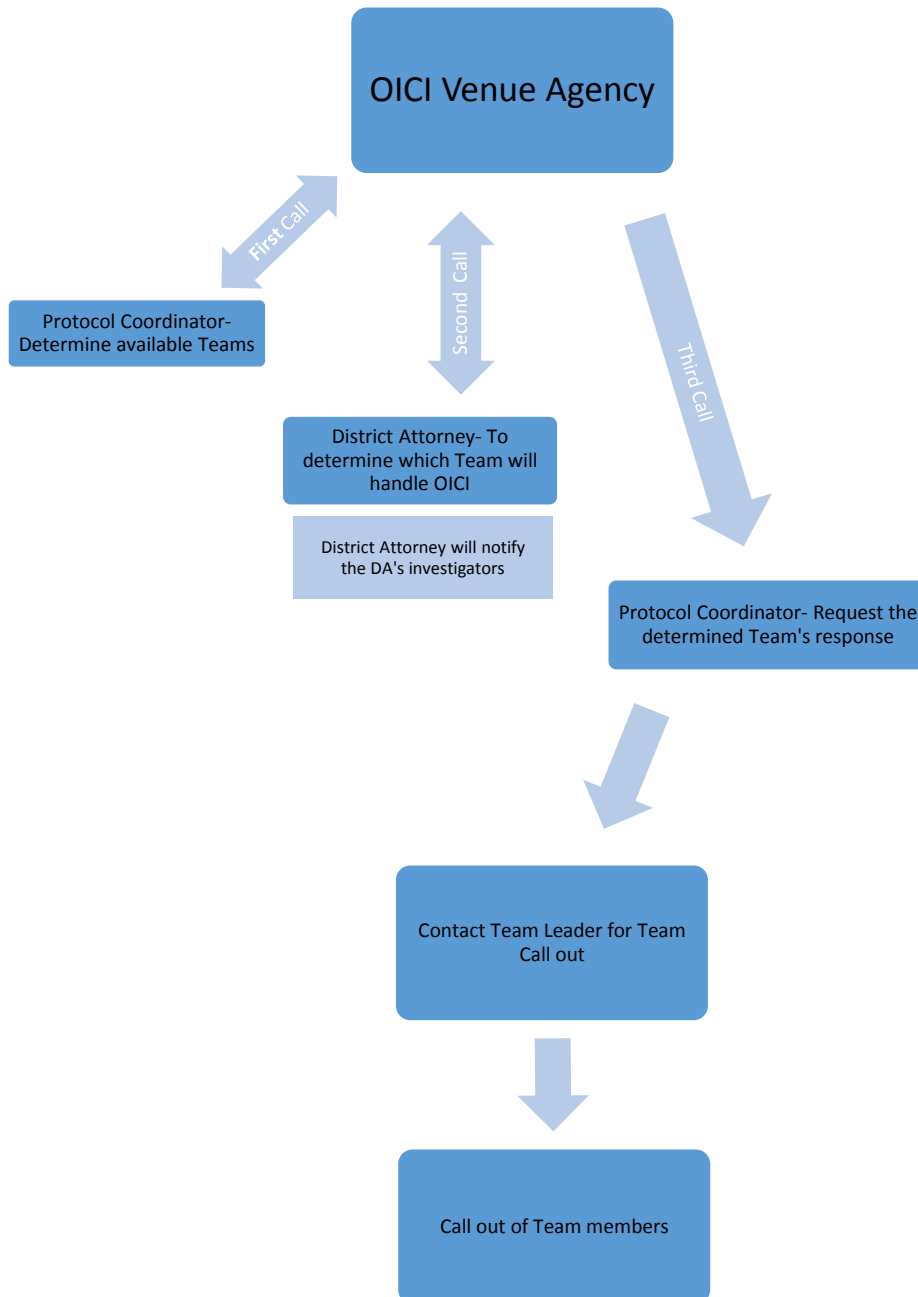 OICI Venue Agency
First Call
Second Call
Third Call
Protocol Coordinator-
Determine available Teams
District Attorney- To
determine which Team will
handle OICI
District Attorney will notify
the DA's investigators
Protocol Coordinator- Request the
determined Team's response
Contact Team Leader for Team
Call out
Call out of Team members